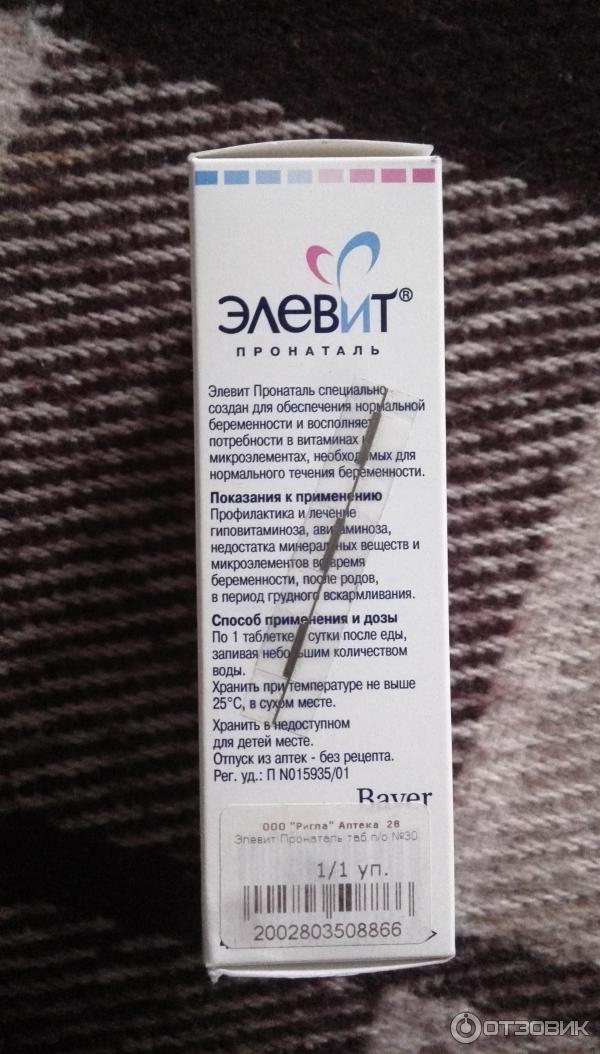 элевит®
ПРОНАТАЛЬ
Элевит Пронаталь специально
создан для обеспечения нормальной
беременности и восполняет
потребности в витаминах и
микроэлементах, необходимых для
нормального течения беременности.
Показания к применению
Профилактика и лечение
гиповитаминоза, авитаминоза,
недостатка минеральных веществ и
микроэлементов во время
беременности, после родов,
в период грудного вскармливания.
Способ применения и дозы
По 1 таблетке в сутки после еды,
запивая небольшим количеством
воды.
Хранить при температуре не выше
25°С, в сухом месте.
Хранить в недоступном
для детей месте.
Отпуск из аптек - без рецепта.
Рег. уд.: П N015935/01
Bayer
ООО "Ригла" Аптека 28
Элевит Пронаталь таб п/о №30
1/1 уп.
2002803508866
ОТЗОВИК